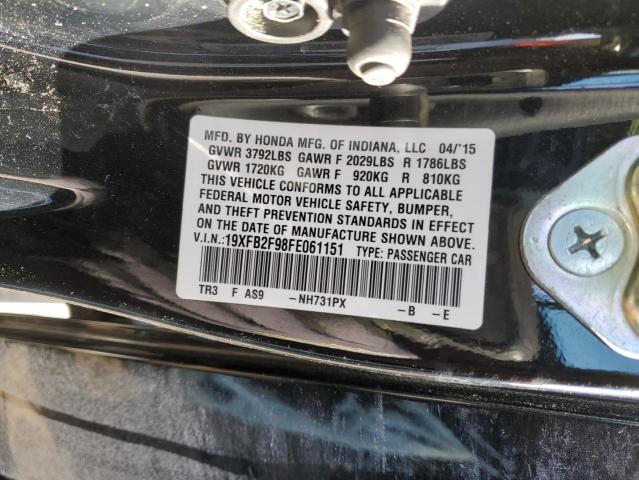 MFD. BY HONDA MFG. OF INDIANA, LLC 04/'15
GVWR 3792LBS GAWR F 2029LBS R 1786LBS
GVWR 1720KG GAWR F 920KG R 810KG
THIS VEHICLE CONFORMS TO ALL APPLICABLE
FEDERAL MOTOR VEHICLE SAFETY, BUMPER,
AND THEFT PREVENTION STANDARDS IN EFFECT
ON THE DATE OF MANUFACTURE SHOWN ABOVE.
V.I.N.:19XFB2F98FE061151 TYPE: PASSENGER CAR
TR3 F AS9 -NH731PX -B -E